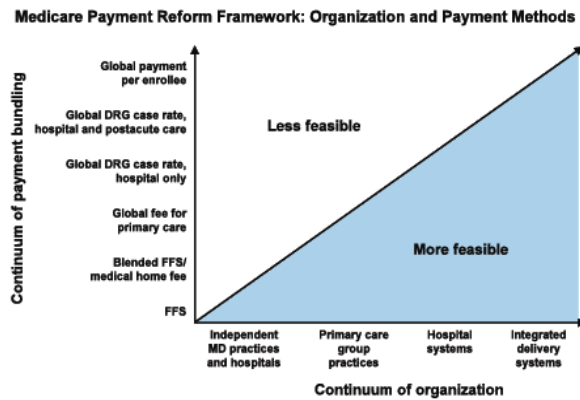 Medicare Payment Reform Framework: Organization and Payment Methods
Continuum of payment bundling
Global payment
per enrollee
Global DRG case rate,
hospital and postacute care
Global DRG case rate,
hospital only
Global fee for
primary care
Blended FFS/
medical home fee
FFS
Less feasible
More feasible
Independent
MD practices
and hospitals
Primary care
group
practices
Hospital
systems
Integrated
delivery
systems
Continuum of organization